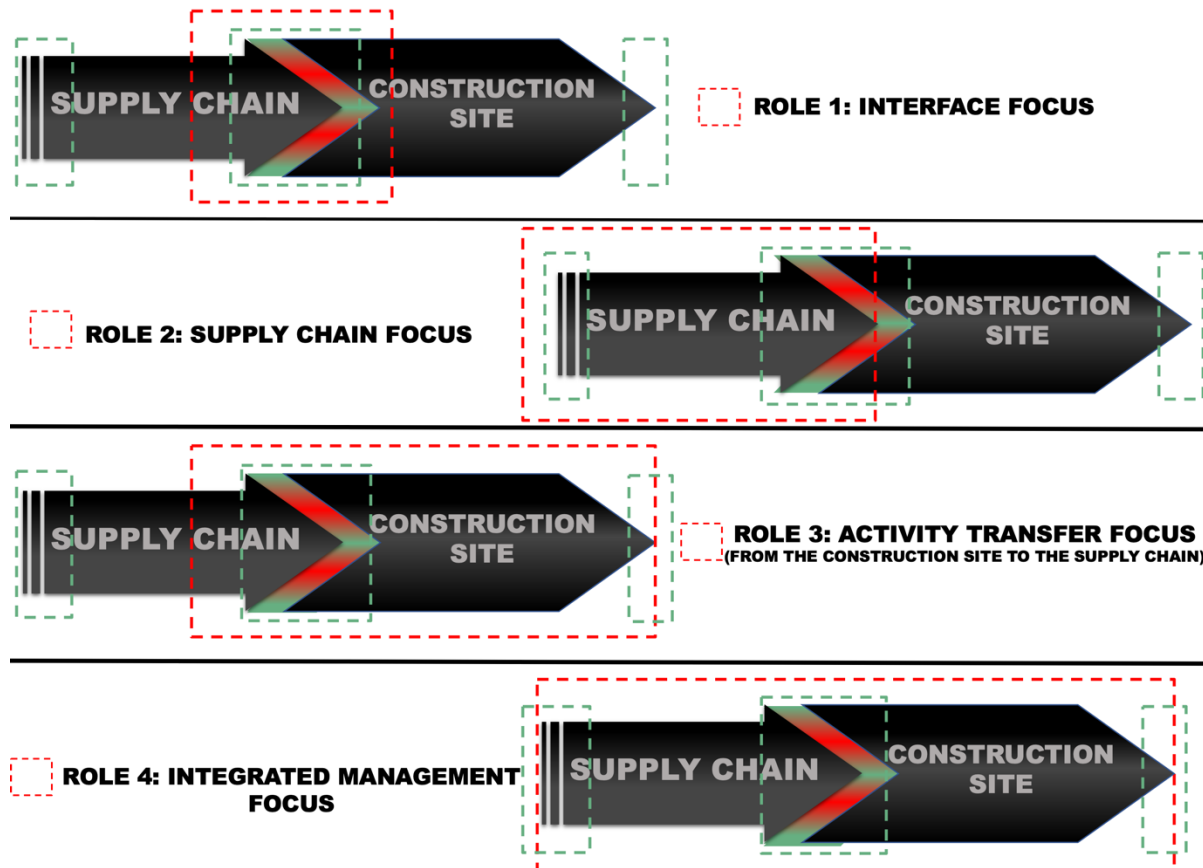 SUPPLY CHAIN
CONSTRUCTION
SITE
ROLE 1: INTERFACE FOCUS
ROLE 2: SUPPLY CHAIN FOCUS
SUPPLY CHAIN
CONSTRUCTION
SITE
SUPPLY CHAIN
CONSTRUCTION
SITE
ROLE 3: ACTIVITY TRANSFER FOCUS
(FROM THE CONSTRUCTION SITE TO THE SUPPLY CHAIN)
ROLE 4: INTEGRATED MANAGEMENT
FOCUS
SUPPLY CHAIN
CONSTRUCTION
SITE